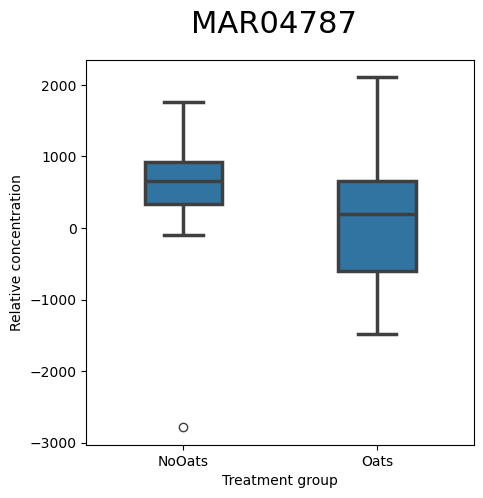 MAR04787
Relative concentration
2000
1000
0
−1000
−2000
−3000
NoOats
Oats
Treatment group